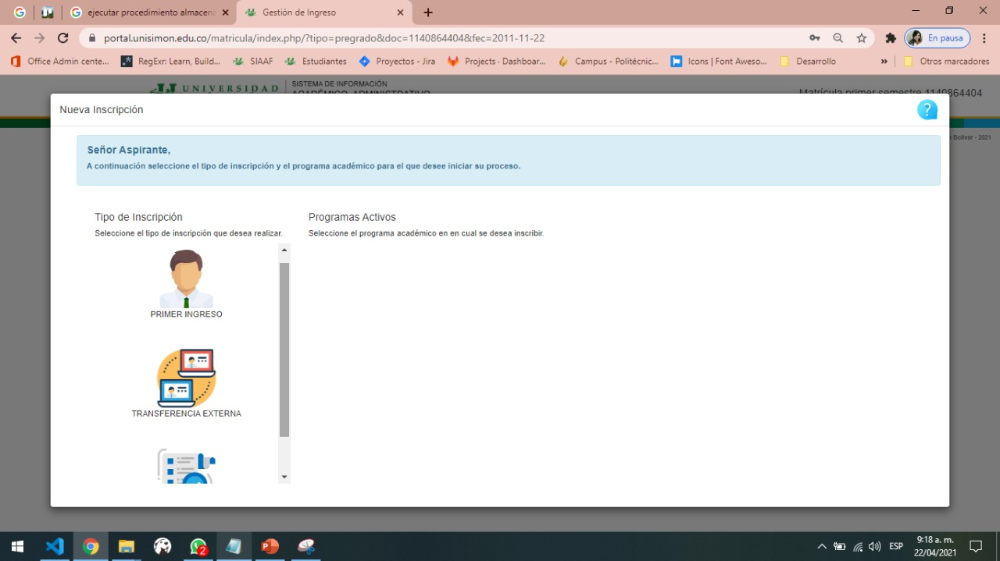 ejecutar procedimiento almacena
Gestión de Ingreso
portal.unisimon.edu.co/matricula/index.php/?tipo=pregrado&doc=1140864404&fec=2011-11-22
En pausa
Office Admin cente...
RegExr: Learn, Build...
SIAAF
Estudiantes
Proyectos - Jira
Projects · Dashboar...
Campus - Politécnic...
Icons | Font Aweso...
Desarrollo
»
Otros marcadores
UNIVERSIDAD
SISTEMA DE INFORMACIÓN
ACADÉMICO ADMINISTRATIVO
Matrícula primer semestre 1140864404
Bolívar - 2021
Nueva Inscripción
?
Señor Aspirante,
A continuación seleccione el tipo de inscripción y el programa académico para el que desee iniciar su proceso.
Tipo de Inscripción
Seleccione el tipo de inscripción que desea realizar.
Programas Activos
Seleccione el programa académico en en cual se desea inscribir.
PRIMER INGRESO
TRANSFERENCIA EXTERNA
2
ESP
9:18 a. m.
22/04/2021